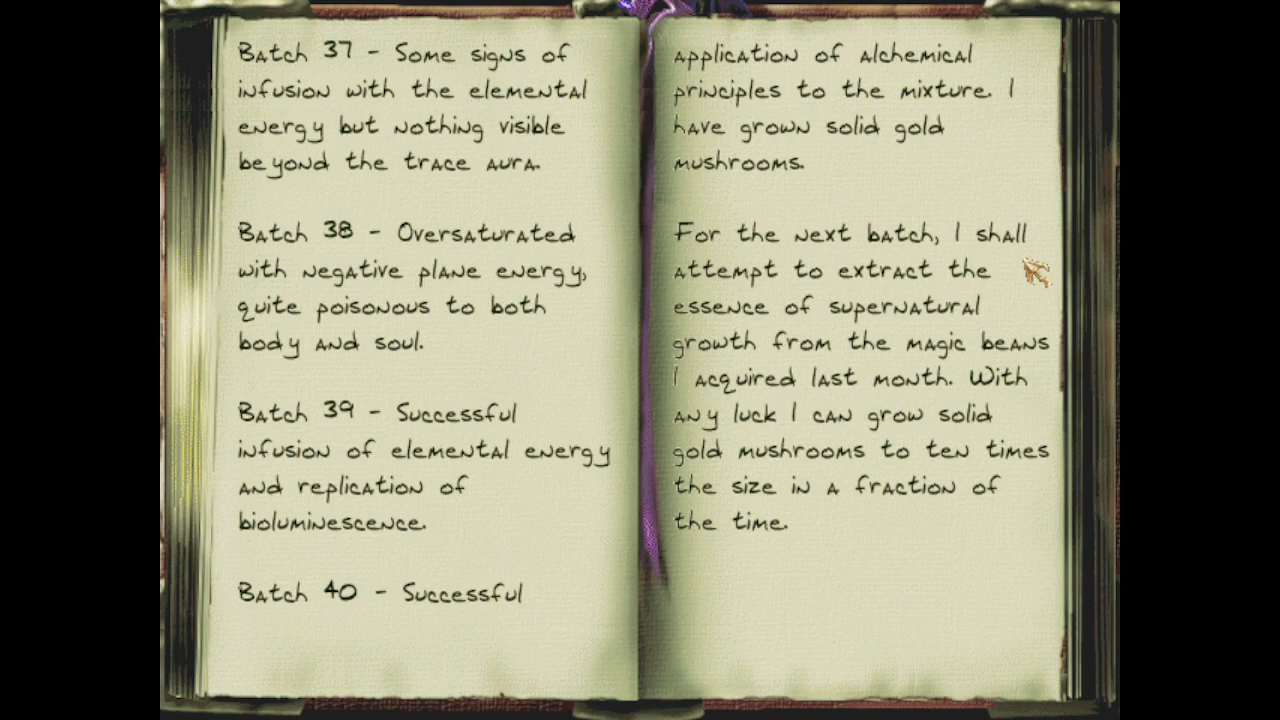 Batch 37 - Some signs of
infusion with the elemental
energy but nothing visible
beyond the trace aura.
Batch 38 - Oversaturated
with negative plane energy,
quite poisonous to both
body and soul.
Batch 39 - Successful
infusion of elemental energy
and replication of
bioluminescence.
Batch 40 - Successful
application of alchemical
principles to the mixture. I
have grown solid gold
mushrooms.
For the next batch, I shall
attempt to extract the
essence of supernatural
growth from the magic beans
I acquired last month. With
any luck I can grow solid
gold mushrooms to ten times
the size in a fraction of
the time.